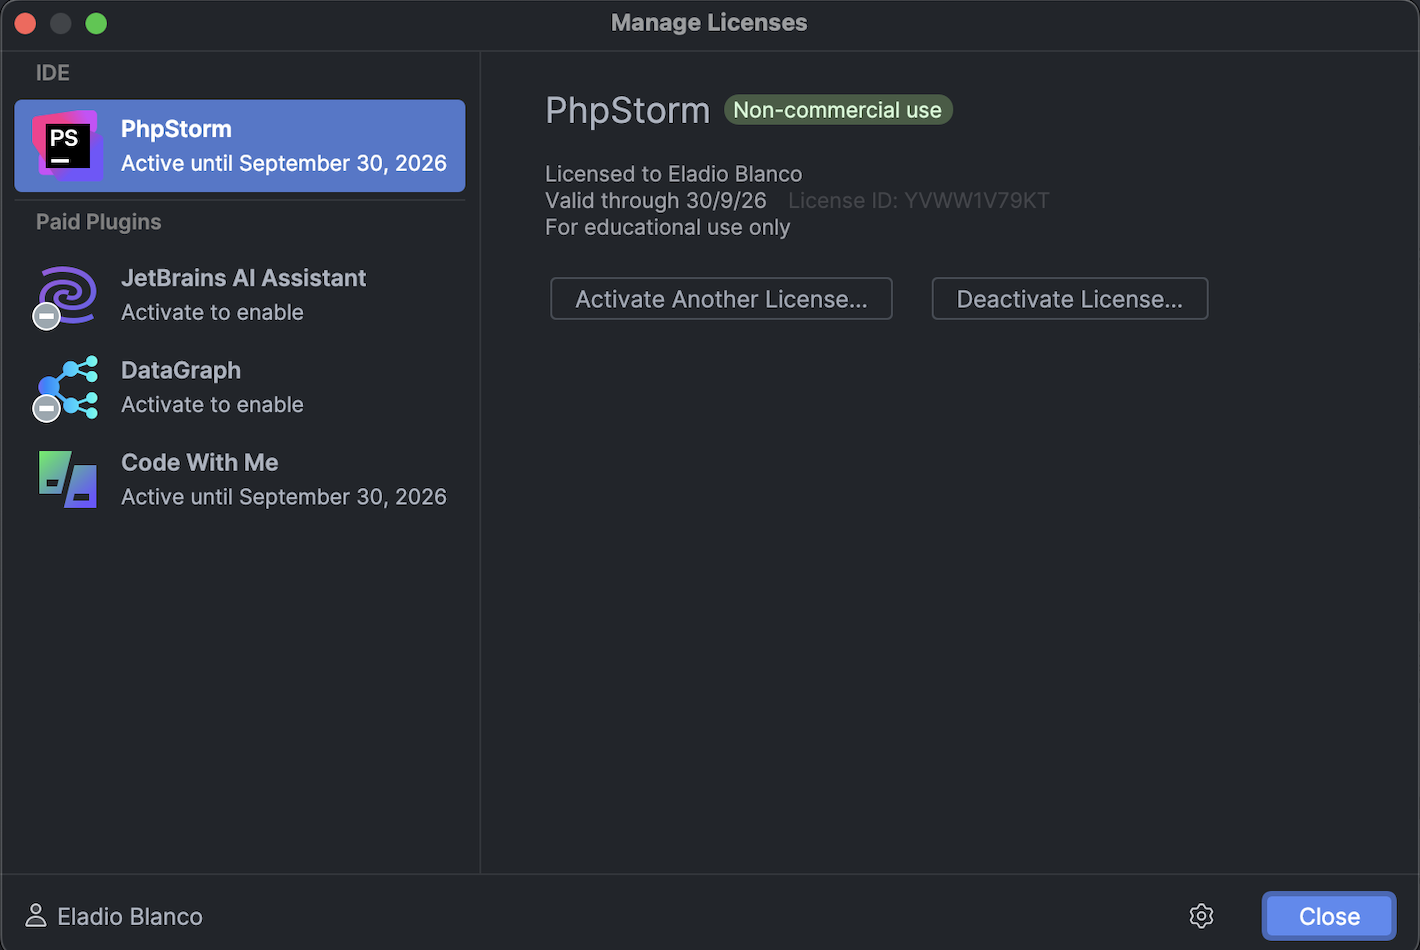 Manage Licenses
IDE
PS
PhpStorm
Active until September 30, 2026
Paid Plugins
JetBrains AI Assistant
Activate to enable
DataGraph
Activate to enable
Code With Me
Active until September 30, 2026
PhpStorm Non-commercial use
Licensed to Eladio Blanco
Valid through 30/9/26 License ID: YVWW1V79KT
For educational use only
Activate Another License...
Deactivate License...
Eladio Blanco
Close